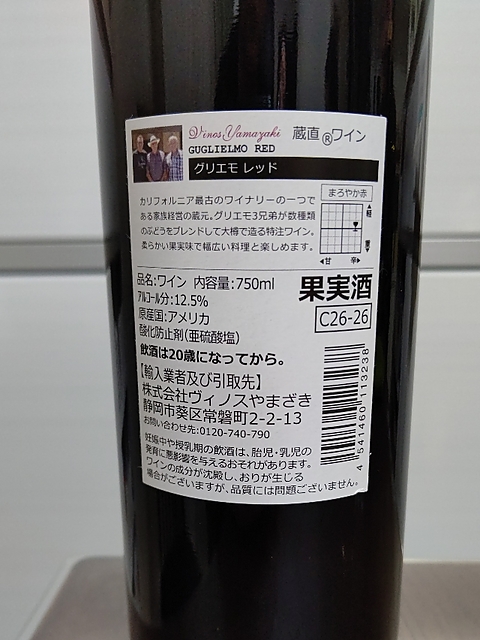 Vinos Yamazaki 蔵直®ワイン
GUGLIELMO RED
グリエモ レッド
カリフォルニア最古のワイナリーの一つで
ある家族経営の蔵元。グリエモ3兄弟が数種類
のぶどうをブレンドして大樽で造る特注ワイン。
柔らかい果実味で幅広い料理と楽しめます。
まろやか赤
▲軽
重▼
◀甘 辛▶
品名:ワイン 内容量:750ml
アルコール分:12.5%
原産国:アメリカ
酸化防止剤(亜硫酸塩)
果実酒
C26-26
飲酒は20歳になってから。
【輸入業者及び引取先】
株式会社ヴィノスやまざき
静岡市葵区常磐町2-2-13
お問い合わせ先:0120-740-790
妊娠中や授乳期の飲酒は、胎児・乳児の
発育に悪影響を与えるおそれがあります。
ワインの成分が沈殿し、おりが生じる
場合がございますが、品質には問題ございません。
4 541460 113238